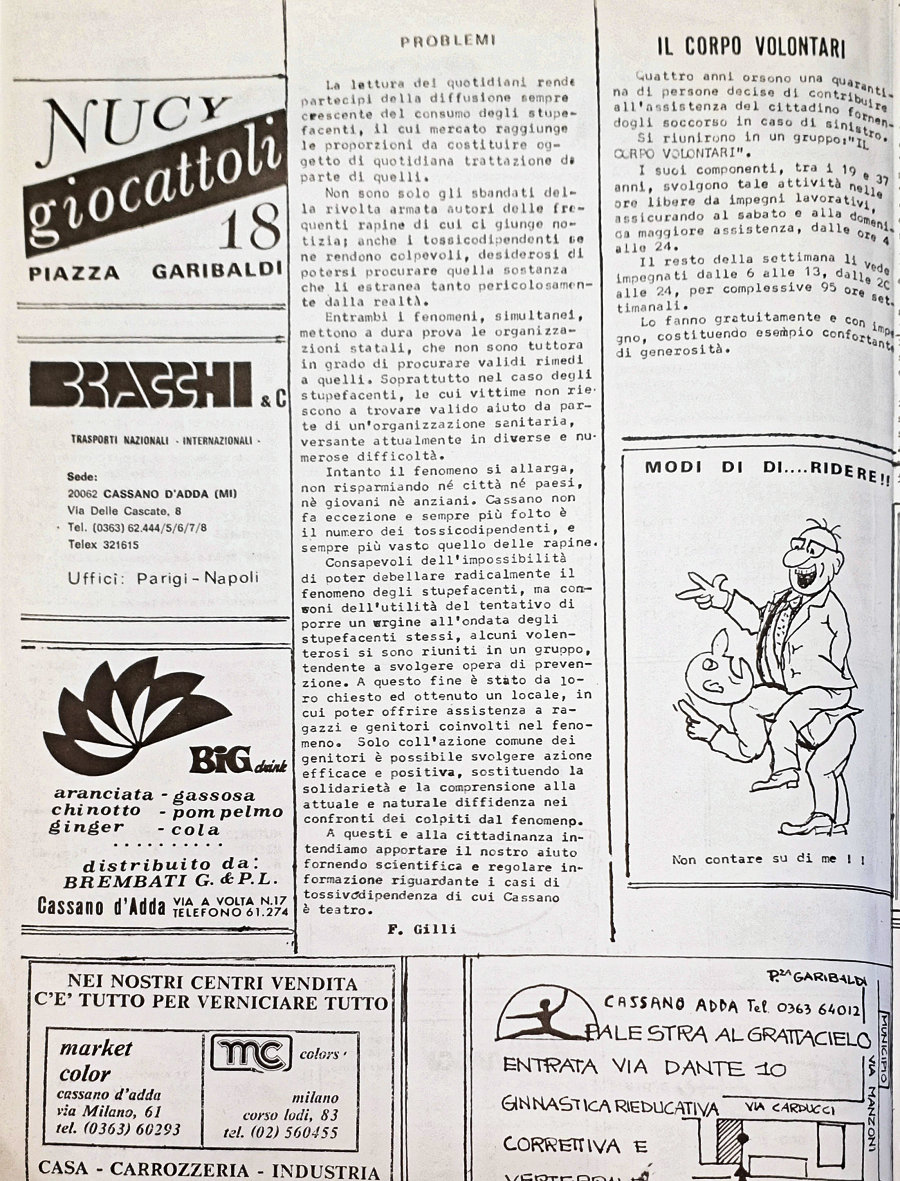 NUCY
giocattoli
18
PIAZZA GARIBALDI
BRACCHI & C
TRASPORTI NAZIONALI - INTERNAZIONALI -
Sede:
20062 CASSANO D'ADDA (MI)
Via Delle Cascate, 8
Tel. (0363) 62.444/5/6/7/8
Telex 321615
Uffici: Parigi - Napoli
BiG drink
aranciata - gassosa
chinotto - pompelmo
ginger - cola
..........
distribuito da:
BREMBATI G. & P.L.
Cassano d'Adda VIA A VOLTA N.17
TELEFONO 61.274
PROBLEMI
La lettura dei quotidiani rende
partecipi della diffusione sempre
crescente del consumo degli stupe-
facenti, il cui mercato raggiunge
le proporzioni da costituire og-
getto di quotidiana trattazione da
parte di quelli.
Non sono solo gli sbandati del-
la rivolta armata autori delle fre-
quenti rapine di cui ci giunge no-
tizia; anche i tossicodipendenti se
ne rendono colpevoli, desiderosi di
potersi procurare quella sostanza
che li estranea tanto pericolosamen-
te dalla realtà.
Entrambi i fenomeni, simultanei,
mettono a dura prova le organizza-
zioni statali, che non sono tuttora
in grado di procurare validi rimedi
a quelli. Soprattutto nel caso degli
stupefacenti, le cui vittime non rie-
scono a trovare valido aiuto da par-
te di un'organizzazione sanitaria,
versante attualmente in diverse e nu-
merose difficoltà.
Intanto il fenomeno si allarga,
non risparmiando né città né paesi,
nè giovani nè anziani. Cassano non
fa eccezione e sempre più folto è
il numero dei tossicodipendenti, e
sempre più vasto quello delle rapine.
Consapevoli dell'impossibilità
di poter debellare radicalmente il
fenomeno degli stupefacenti, ma con-
soni dell'utilità del tentativo di
porre un argine all'ondata degli
stupefacenti stessi, alcuni volen-
terosi si sono riuniti in un gruppo,
tendente a svolgere opera di preven-
zione. A questo fine è stato da lo-
ro chiesto ed ottenuto un locale, in
cui poter offrire assistenza a ra-
gazzi e genitori coinvolti nel feno-
meno. Solo coll'azione comune dei
genitori è possibile svolgere azione
efficace e positiva, sostituendo la
solidarietà e la comprensione alla
attuale e naturale diffidenza nei
confronti dei colpiti dal fenomeno.
A questi e alla cittadinanza in-
tendiamo apportare il nostro aiuto
fornendo scientifica e regolare in-
formazione riguardante i casi di
tossivodipendenza di cui Cassano
è teatro.
F. Gilli
IL CORPO VOLONTARI
Quattro anni orsono una quaranti-
na di persone decise di contribuire
all'assistenza del cittadino fornen-
dogli soccorso in caso di sinistro.
Si riunirono in un gruppo:"IL
CORPO VOLONTARI".
I suoi componenti, tra i 19 e 37
anni, svolgono tale attività nelle
ore libere da impegni lavorativi,
assicurando al sabato e alla domeni-
ca maggiore assistenza, dalle ore 4
alle 24.
Il resto della settimana li vede
impegnati dalle 6 alle 13, dalle 20
alle 24, per complessive 95 ore set-
timanali.
Lo fanno gratuitamente e con impe-
gno, costituendo esempio confortante
di generosità.
MODI DI DI....RIDERE!!
Non contare su di me ! !
NEI NOSTRI CENTRI VENDITA
C'E' TUTTO PER VERNICIARE TUTTO
market
color
cassano d'adda
via Milano, 61
tel. (0363) 60293
mc colors
milano
corso lodi, 83
tel. (02) 560455
CASA - CARROZZERIA - INDUSTRIA
P.ZA GARIBALDI
CASSANO ADDA Tel. 0363 64012
PALESTRA AL GRATTACIELO
ENTRATA VIA DANTE 10
GINNASTICA RIEDUCATIVA
CORRETTIVA E
VIA CARDUCCI
MUNICIPIO
VIA MANZONI